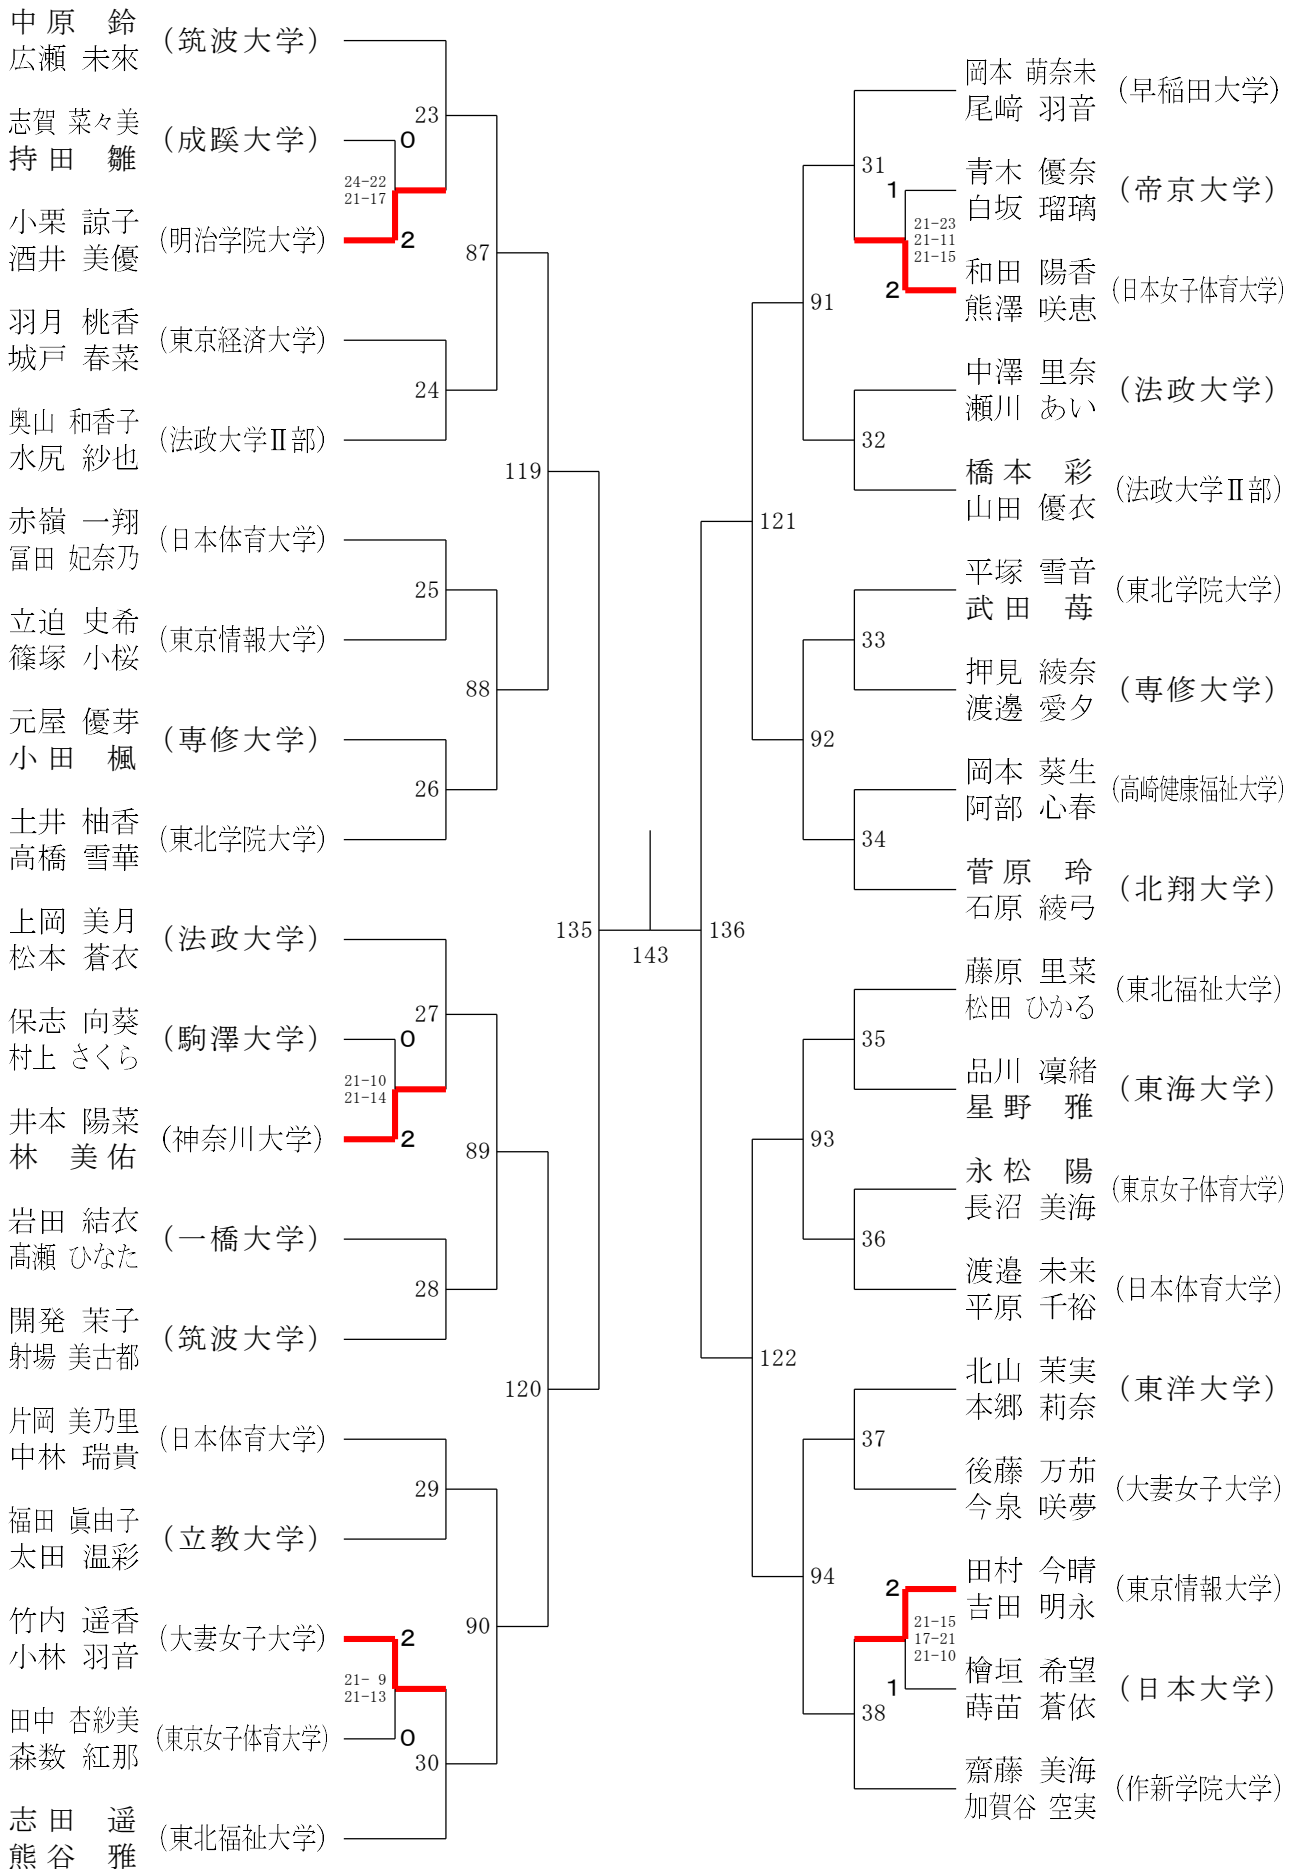 中原 鈴
広瀬 未來
(筑波大学)
志賀 菜々美
持田 雛
(成蹊大学)
0
23
24-22
21-17
小栗 諒子
酒井 美優
(明治学院大学)
2
87
羽月 桃香
城戸 春菜
(東京経済大学)
24
奥山 和香子
水尻 紗也
(法政大学Ⅱ部)
119
赤嶺 一翔
冨田 妃奈乃
(日本体育大学)
25
立迫 史希
篠塚 小桜
(東京情報大学)
88
元屋 優芽
小田 楓
(専修大学)
26
土井 柚香
高橋 雪華
(東北学院大学)
135
上岡 美月
松本 蒼衣
(法政大学)
27
保志 向葵
村上 さくら
(駒澤大学)
0
21-10
21-14
井本 陽菜
林 美佑
(神奈川大学)
2
89
岩田 結衣
髙瀬 ひなた
(一橋大学)
28
開発 茉子
射場 美古都
(筑波大学)
120
片岡 美乃里
中林 瑞貴
(日本体育大学)
29
福田 眞由子
太田 温彩
(立教大学)
90
竹内 遥香
小林 羽音
(大妻女子大学)
2
21- 9
21-13
田中 杏紗美
森数 紅那
(東京女子体育大学)
0
30
志田 遥
熊谷 雅
(東北福祉大学)
143
136
岡本 萌奈未
尾﨑 羽音
(早稲田大学)
31
青木 優奈
白坂 瑠璃
(帝京大学)
1
21-23
21-11
21-15
和田 陽香
熊澤 咲恵
(日本女子体育大学)
2
91
中澤 里奈
瀬川 あい
(法政大学)
32
橋本 彩
山田 優衣
(法政大学Ⅱ部)
121
平塚 雪音
武田 苺
(東北学院大学)
33
押見 綾奈
渡邊 愛夕
(専修大学)
92
岡本 葵生
阿部 心春
(高崎健康福祉大学)
34
菅原 玲
石原 綾弓
(北翔大学)
藤原 里菜
松田 ひかる
(東北福祉大学)
35
品川 凜緒
星野 雅
(東海大学)
93
永松 陽
長沼 美海
(東京女子体育大学)
36
渡邉 未来
平原 千裕
(日本体育大学)
122
北山 茉実
本郷 莉奈
(東洋大学)
37
後藤 万茄
今泉 咲夢
(大妻女子大学)
94
田村 今晴
吉田 明永
(東京情報大学)
2
21-15
17-21
21-10
檜垣 希望
蒔苗 蒼依
(日本大学)
1
38
齋藤 美海
加賀谷 空実
(作新学院大学)